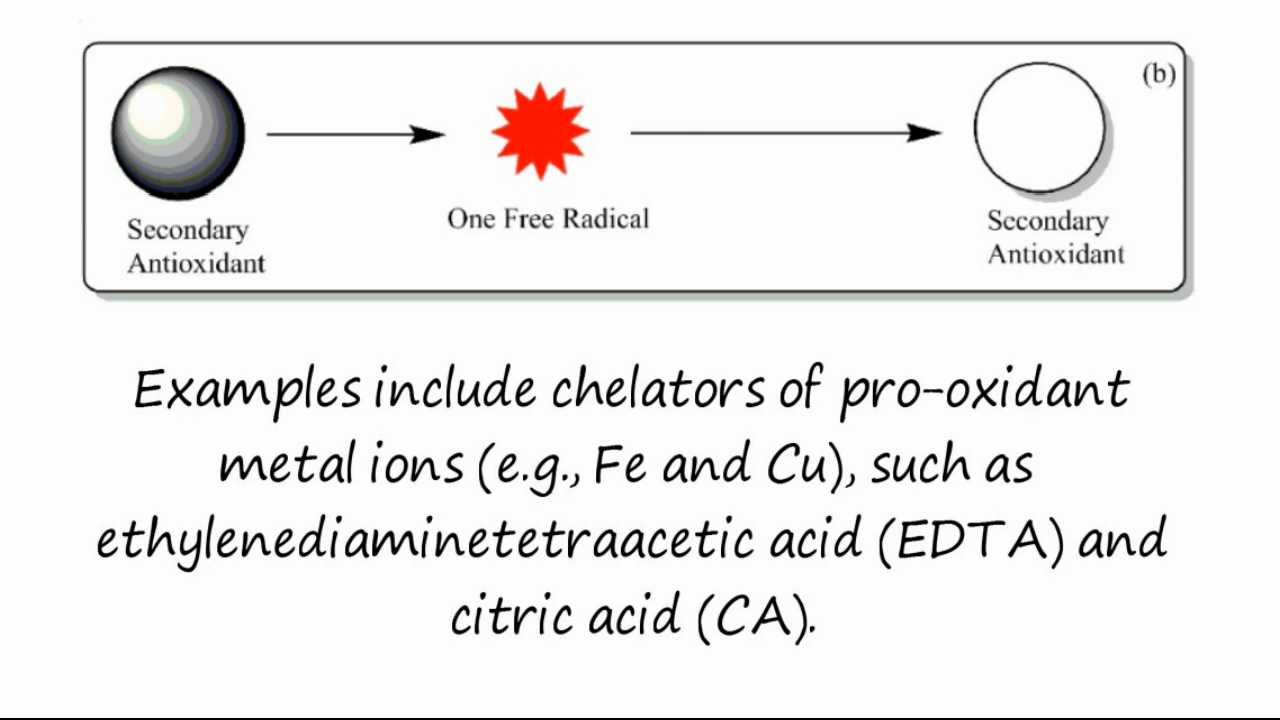 (b)
Secondary
Antioxidant
One Free Radical
Secondary
Antioxidant
Examples include chelators of pro-oxidant
metal ions (e.g., Fe and Cu), such as
ethylenediaminetetraacetic acid (EDTA) and
citric acid (CA).